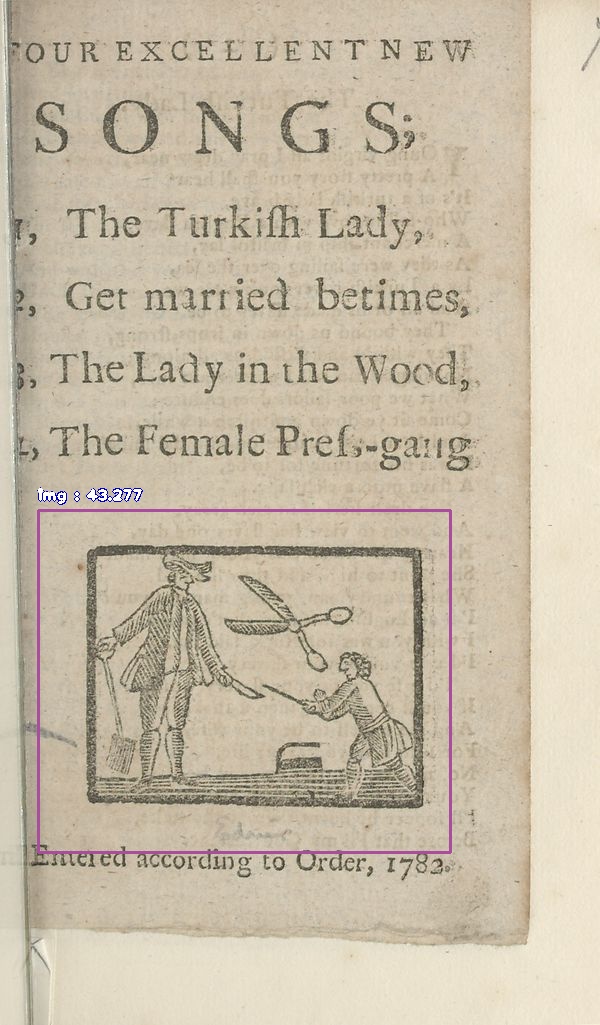 FOUR EXCELLENT NEW
SONGS;
1, The Turkiſh Lady,
2, Get married betimes,
3, The Lady in the Wood,
4, The Female Preſs-gang
img : 43.277
Entered according to Order, 1782.